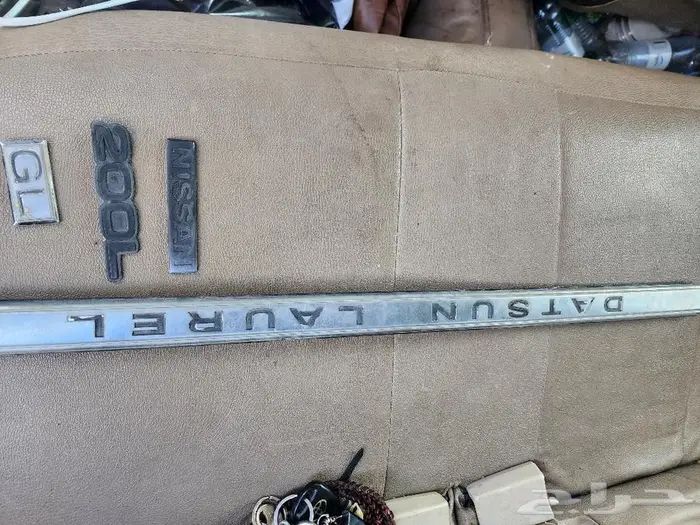 GL
200L
NISSAN
DATSUN LAUREL
حراج